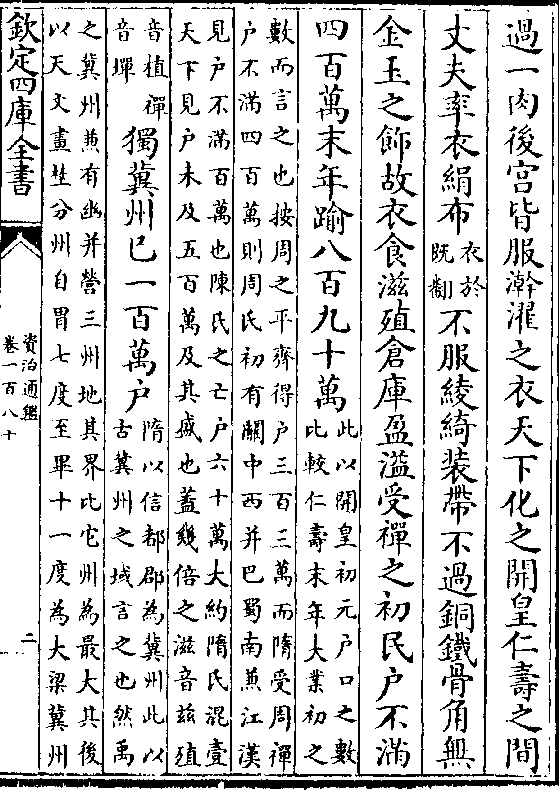 過一肉後宮皆服澣濯之衣天下化之開皇仁壽之間
丈夫率衣絹布衣於既翻不服綾綺装帶不過銅鐵骨角無
金玉之飾故衣食滋殖倉庫盈溢受禪之初民户不滿
四百萬末年踰八百九十萬此以開皇初元户口之數比較仁壽末年大業初之
數而言之也按周之平齊得户三百三萬而隋受周禪
户不滿四百萬則周氏初有關中西并巴蜀南兼江漢
見户不滿百萬也陳氏之亡户六十萬大約隋氏混壹
天下見户未及五百萬及其盛也蓋幾倍之滋音兹殖
音植禪音墠獨冀州已一百萬户隋以信都郡為冀州此以古冀州之域言之也然禹
之冀州兼有幽并營三州地其界比它州為最大其後
以天文畫埜分州自胃七度至畢十一度為大梁冀州
欽定四庫全書
資治通鑑
卷一百八十
二